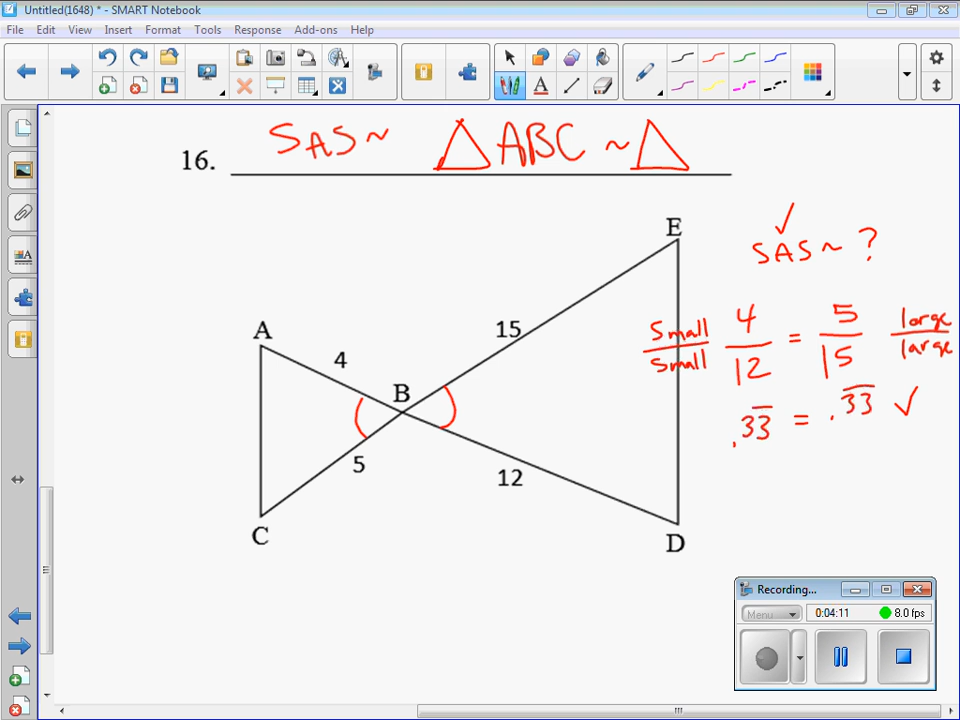 Untitled(1648) * - SMART Notebook
File Edit View Insert Format Tools Response Add-ons Help
16. SAS~ △ABC ~ △
SAS~ ?
small 4 = 5 large
small 12 15 large
.33 = .33 ✓
E
A
15
4
B
5
12
C
D
Recording...
Menu 0:04:11 8.0 fps